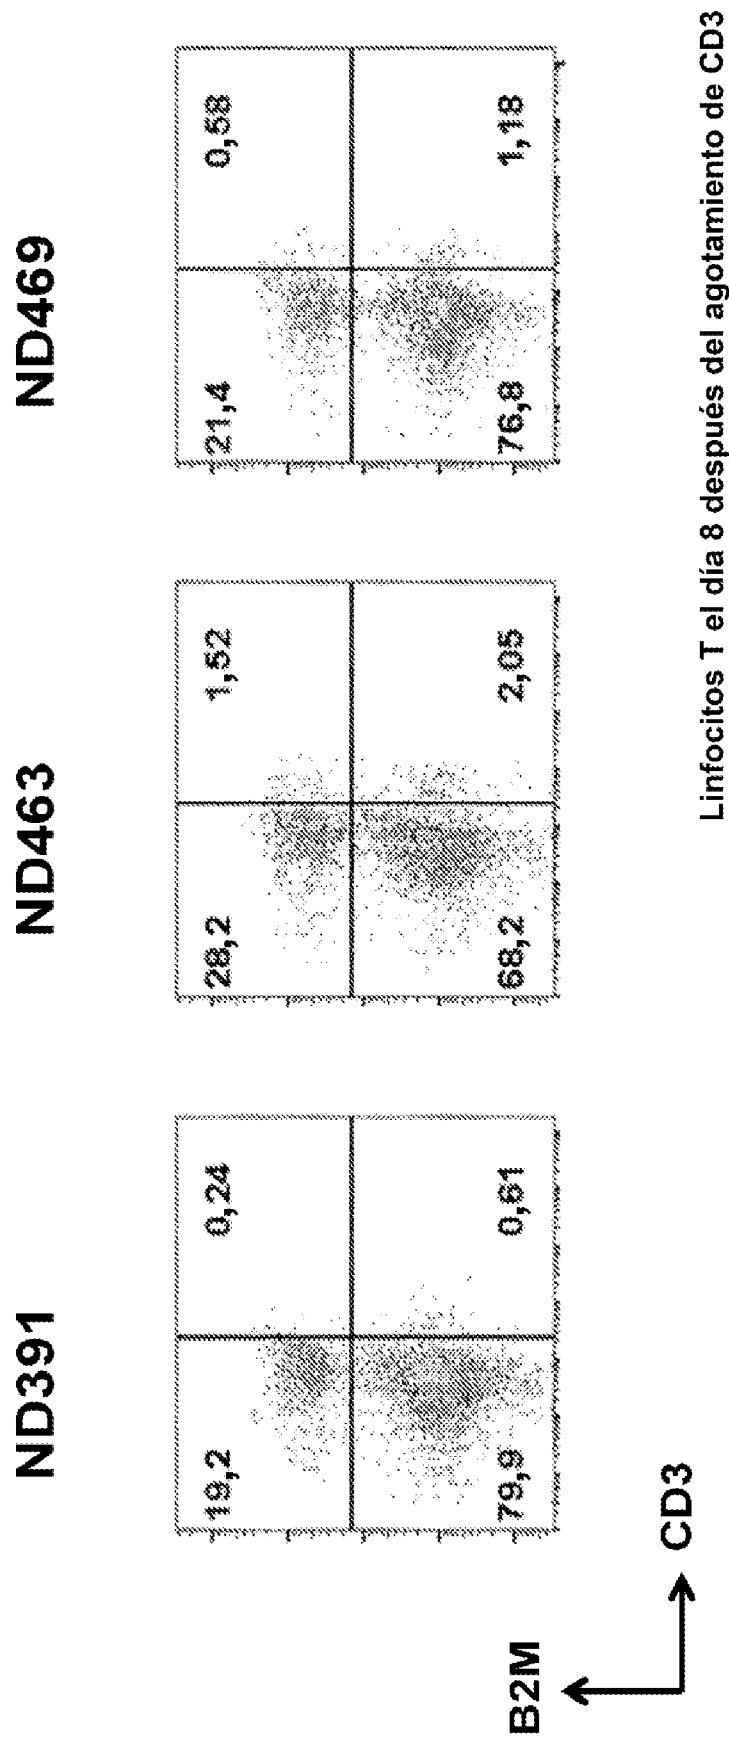 ND391
ND463
ND469
19,2
0,24
28,2
1,52
21,4
0,58
79,9
0,61
68,2
2,05
76,8
1,18
B2M
CD3
Linfocitos T el día 8 después del agotamiento de CD3